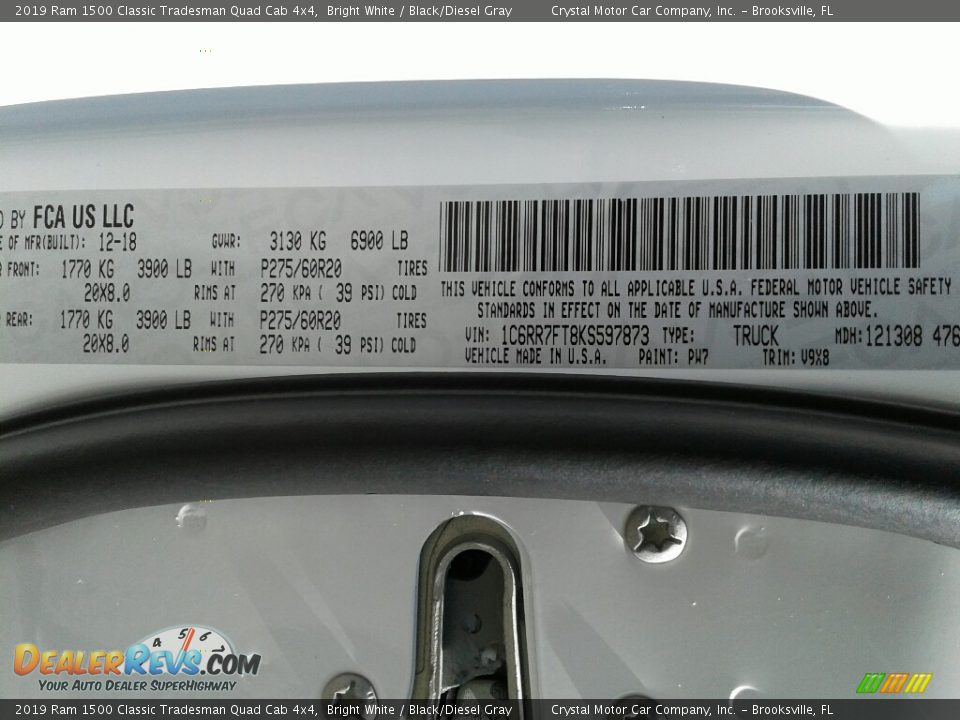 2019 Ram 1500 Classic Tradesman Quad Cab 4x4, Bright White / Black/Diesel Gray Crystal Motor Car Company, Inc. – Brooksville, FL
BY FCA US LLC
OF MFR(BUILT): 12-18 GVWR: 3130 KG 6900 LB
FRONT: 1770 KG 3900 LB WITH P275/60R20 TIRES
20X8.0 RIMS AT 270 KPA ( 39 PSI) COLD
REAR: 1770 KG 3900 LB WITH P275/60R20 TIRES
20X8.0 RIMS AT 270 KPA ( 39 PSI) COLD
THIS VEHICLE CONFORMS TO ALL APPLICABLE U.S.A. FEDERAL MOTOR VEHICLE SAFETY
STANDARDS IN EFFECT ON THE DATE OF MANUFACTURE SHOWN ABOVE.
VIN: 1C6RR7FT8KS597873 TYPE: TRUCK MDH: 121308 476
VEHICLE MADE IN U.S.A. PAINT: PW7 TRIM: V9X8
4 5 6
DEALERREVS.COM
YOUR AUTO DEALER SUPERHIGHWAY
2019 Ram 1500 Classic Tradesman Quad Cab 4x4, Bright White / Black/Diesel Gray Crystal Motor Car Company, Inc. – Brooksville, FL